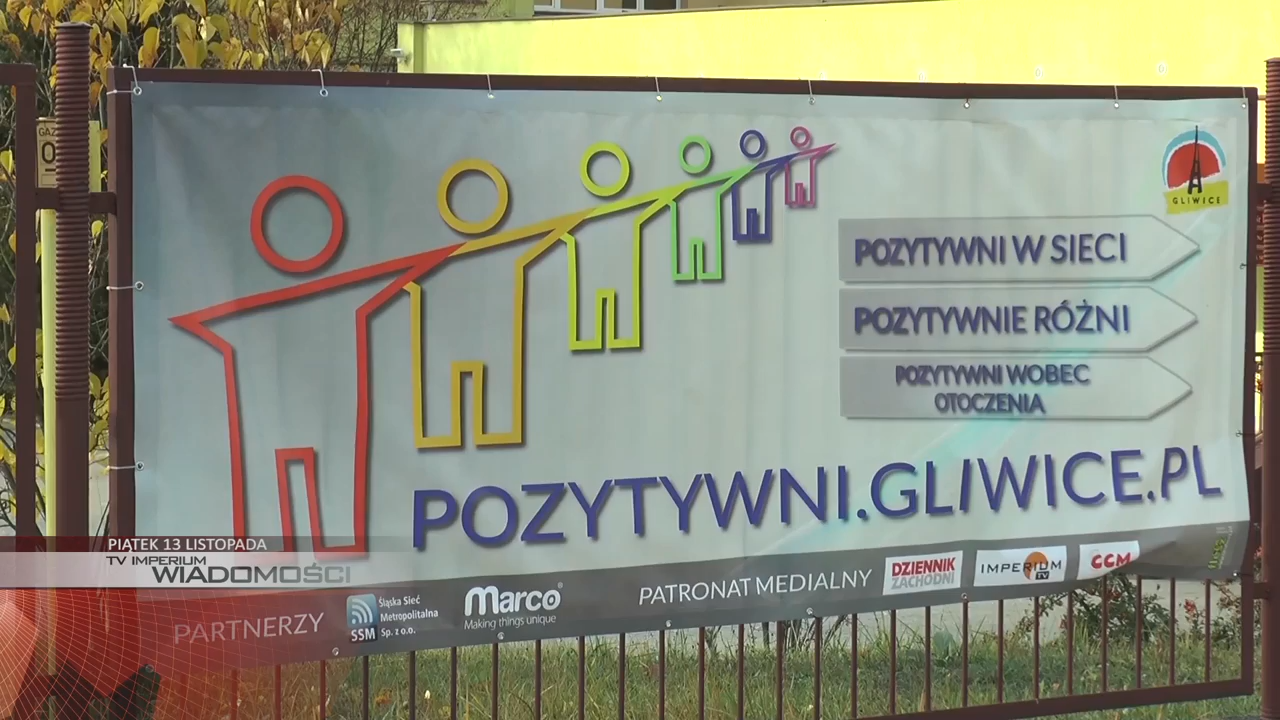 GAZ
GLIWICE
POZYTYWNI W SIECI
POZYTYWNIE RÓŻNI
POZYTYWNI WOBEC
OTOCZENIA
POZYTYWNI.GLIWICE.PL
PIĄTEK 13 LISTOPADA
TV IMPERIUM
WIADOMOŚCI
PARTNERZY
SSM
Śląska Sieć
Metropolitalna
Sp. z o.o.
Marco®
Making things unique
PATRONAT MEDIALNY
DZIENNIK
ZACHODNI
IMPERIUM
TV
CCM